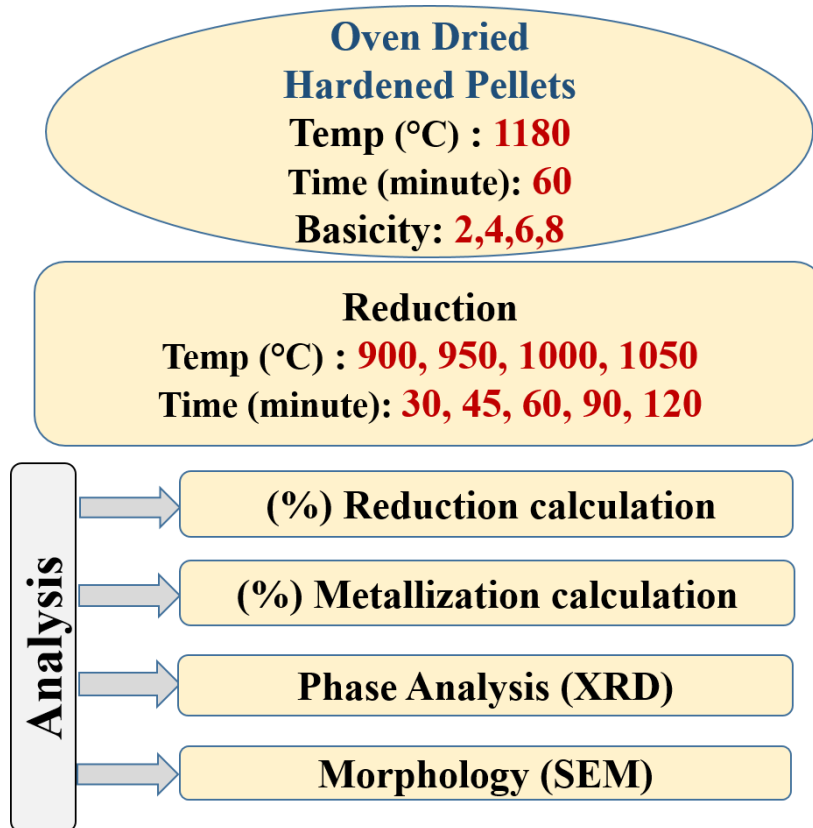 Oven Dried
Hardened Pellets
Temp (°C) : 1180
Time (minute): 60
Basicity: 2,4,6,8
Reduction
Temp (°C) : 900, 950, 1000, 1050
Time (minute): 30, 45, 60, 90, 120
Analysis
(%) Reduction calculation
(%) Metallization calculation
Phase Analysis (XRD)
Morphology (SEM)